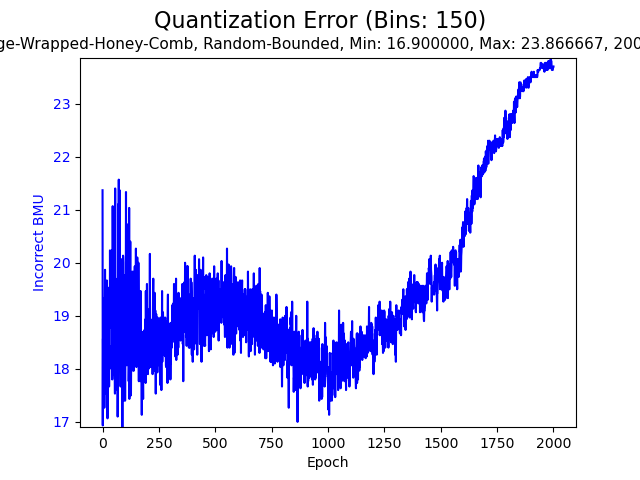 Quantization Error (Bins: 150)
ge-Wrapped-Honey-Comb, Random-Bounded, Min: 16.900000, Max: 23.866667, 200
23
22
21
20
19
18
17
Incorrect BMU
0 250 500 750 1000 1250 1500 1750 2000
Epoch